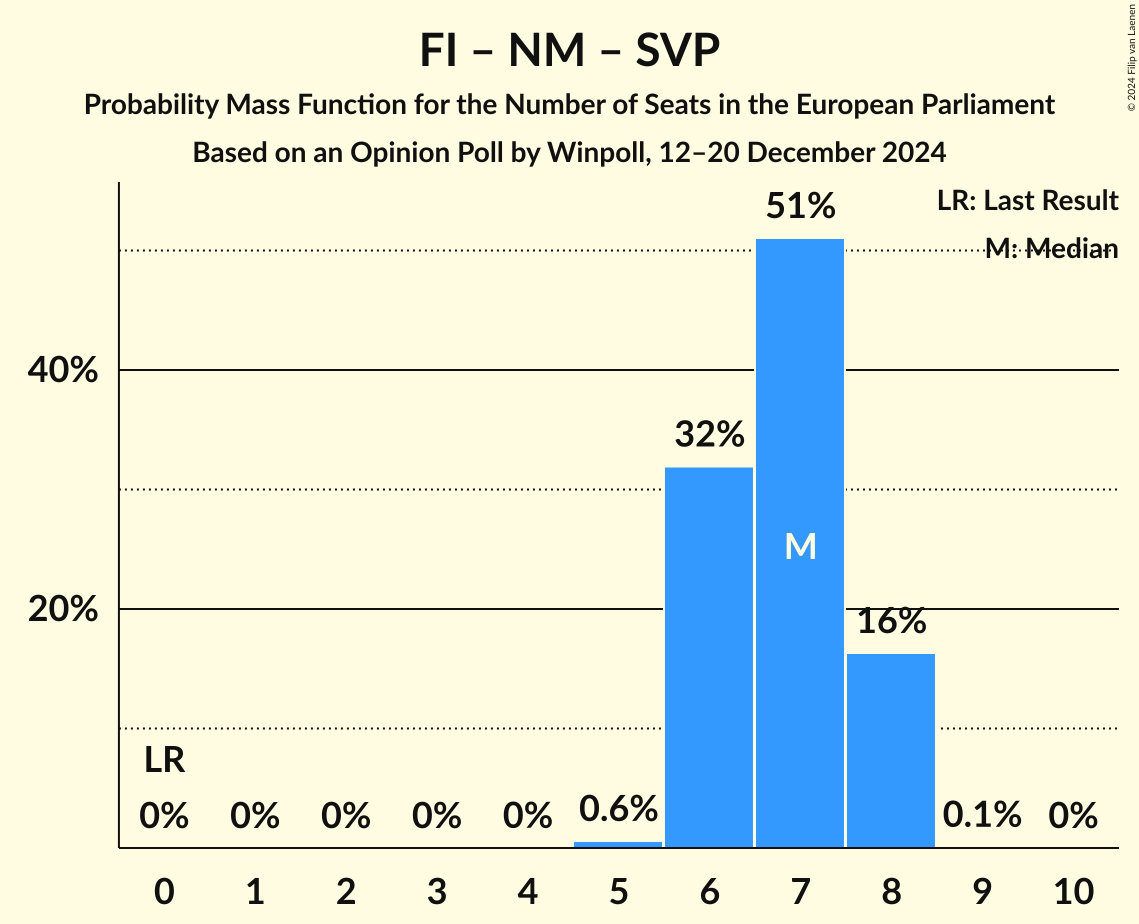 FI – NM – SVP
Probability Mass Function for the Number of Seats in the European Parliament
Based on an Opinion Poll by Winpoll, 12–20 December 2024
© 2024 Filip van Laenen
LR: Last Result
M: Median
51%
40%
32%
M
20%
16%
LR
0% 0% 0% 0% 0% 0.6% 0.1% 0%
0 1 2 3 4 5 6 7 8 9 10